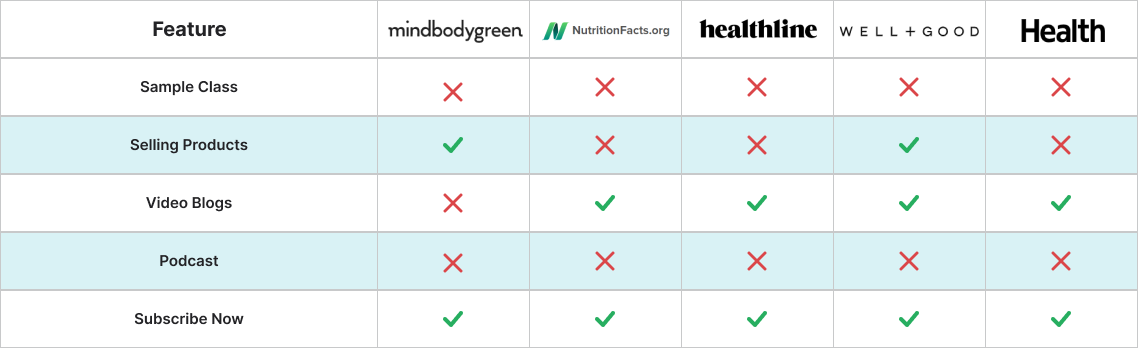 Feature mindbodygreen NutritionFacts.org healthline WELL+GOOD Health
Sample Class
Selling Products
Video Blogs
Podcast
Subscribe Now